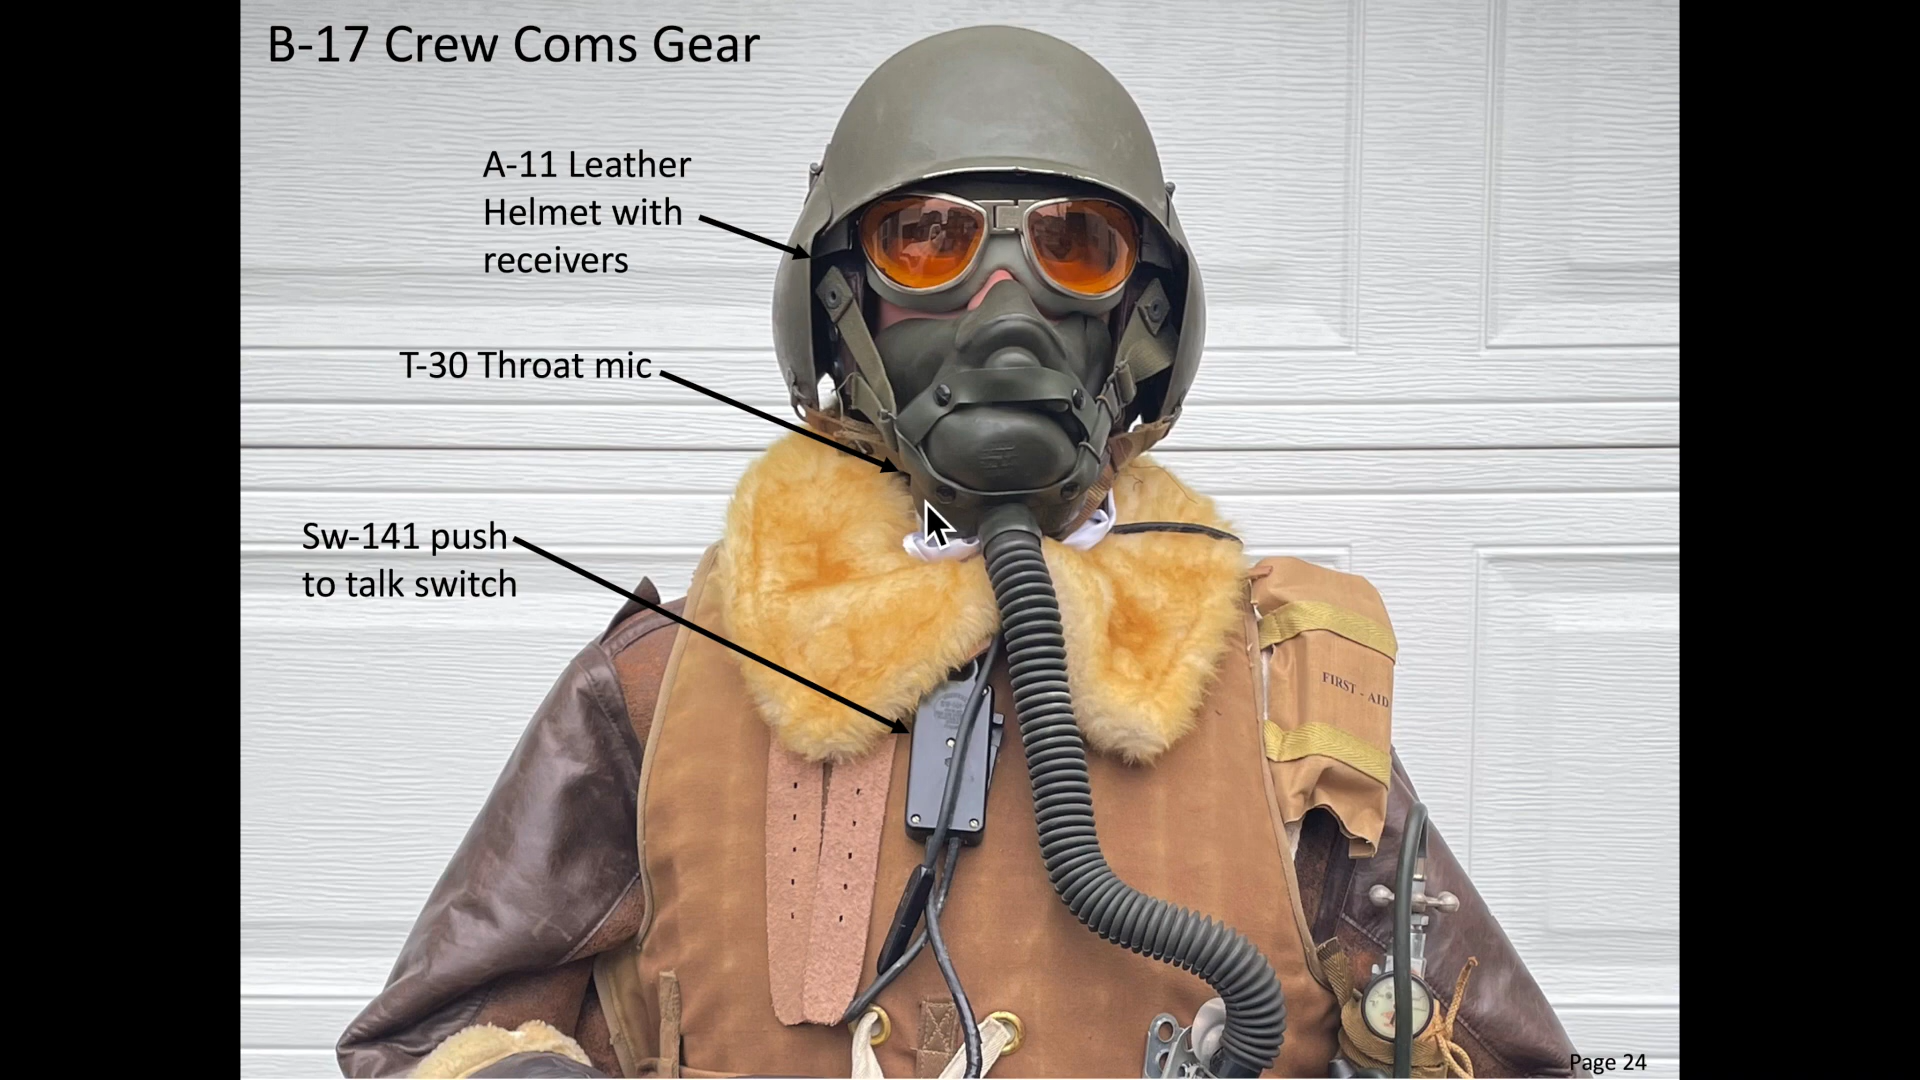 B-17 Crew Coms Gear
A-11 Leather
Helmet with
receivers
T-30 Throat mic
Sw-141 push
to talk switch
FIRST - AID
Page 24